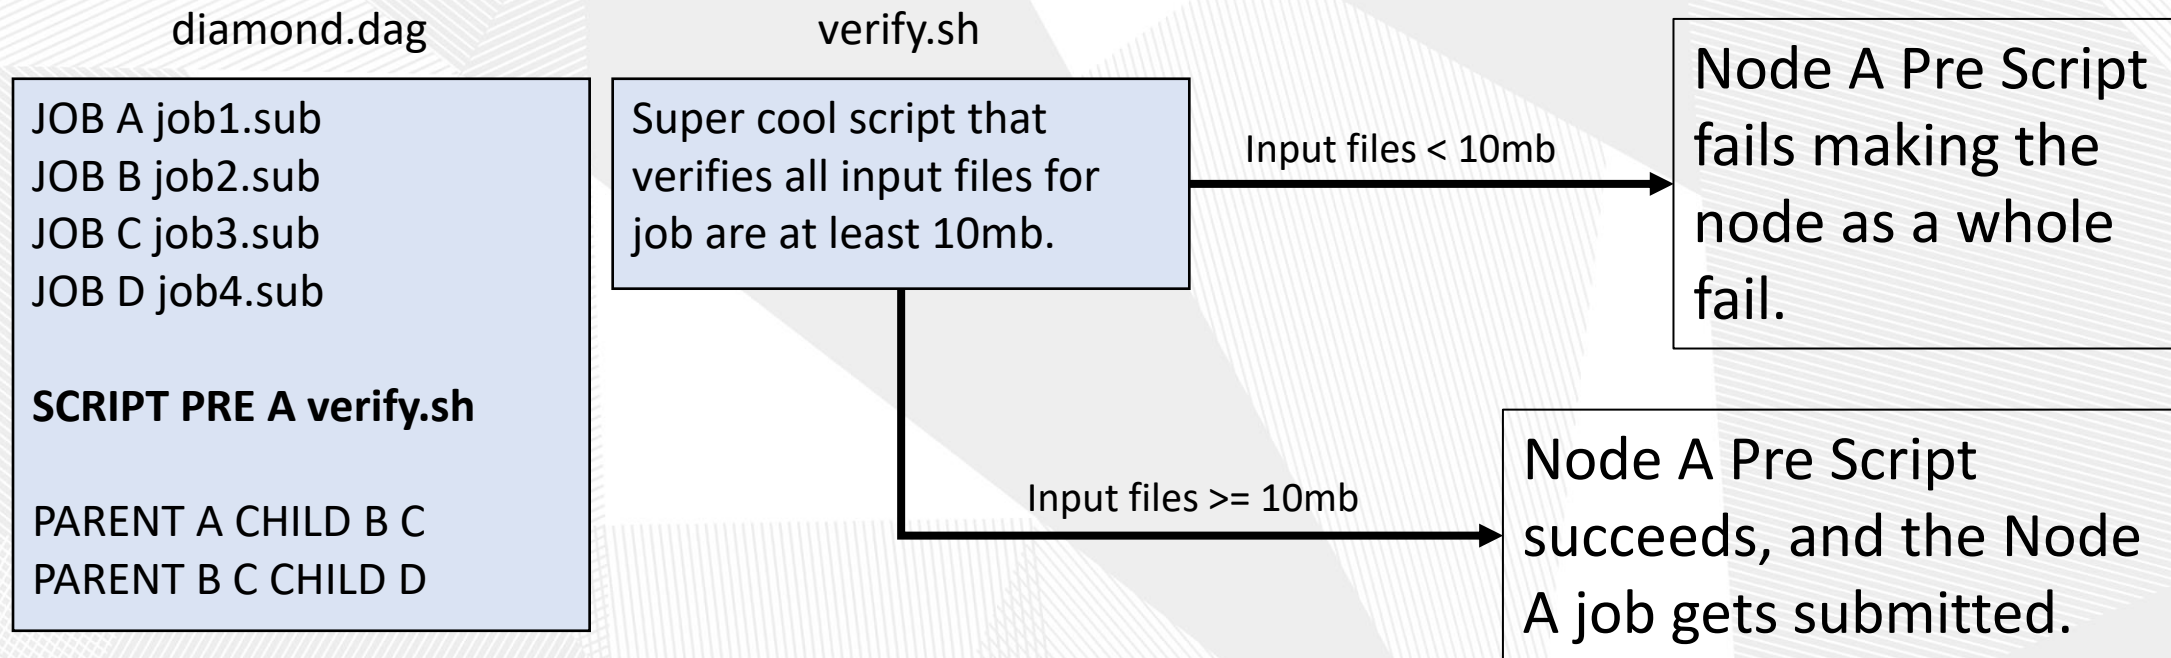 diamond.dag
JOB A job1.sub
JOB B job2.sub
JOB C job3.sub
JOB D job4.sub
SCRIPT PRE A verify.sh
PARENT A CHILD B C
PARENT B C CHILD D
verify.sh
Super cool script that
verifies all input files for
job are at least 10mb.
Input files < 10mb
Node A Pre Script
fails making the
node as a whole
fail.
Input files >= 10mb
Node A Pre Script
succeeds, and the Node
A job gets submitted.